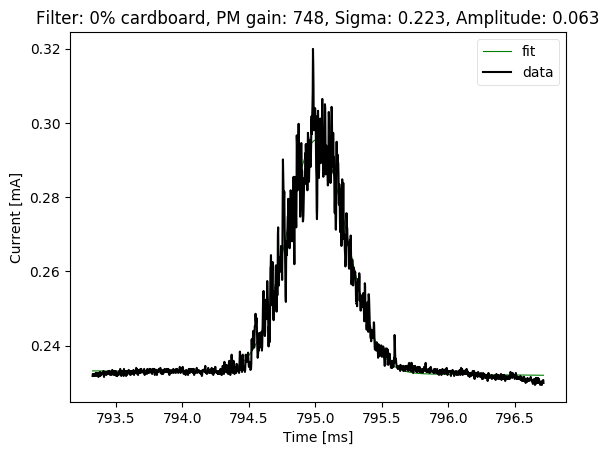 Filter: 0% cardboard, PM gain: 748, Sigma: 0.223, Amplitude: 0.063
fit
data
0.32
0.30
0.28
0.26
0.24
Current [mA]
793.5 794.0 794.5 795.0 795.5 796.0 796.5
Time [ms]